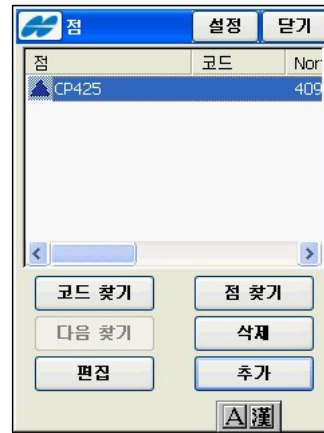 점 설정 닫기
점 코드 Nor
CP425 409
코드 찾기 점 찾기
다음 찾기 삭제
편집 추가
A漢